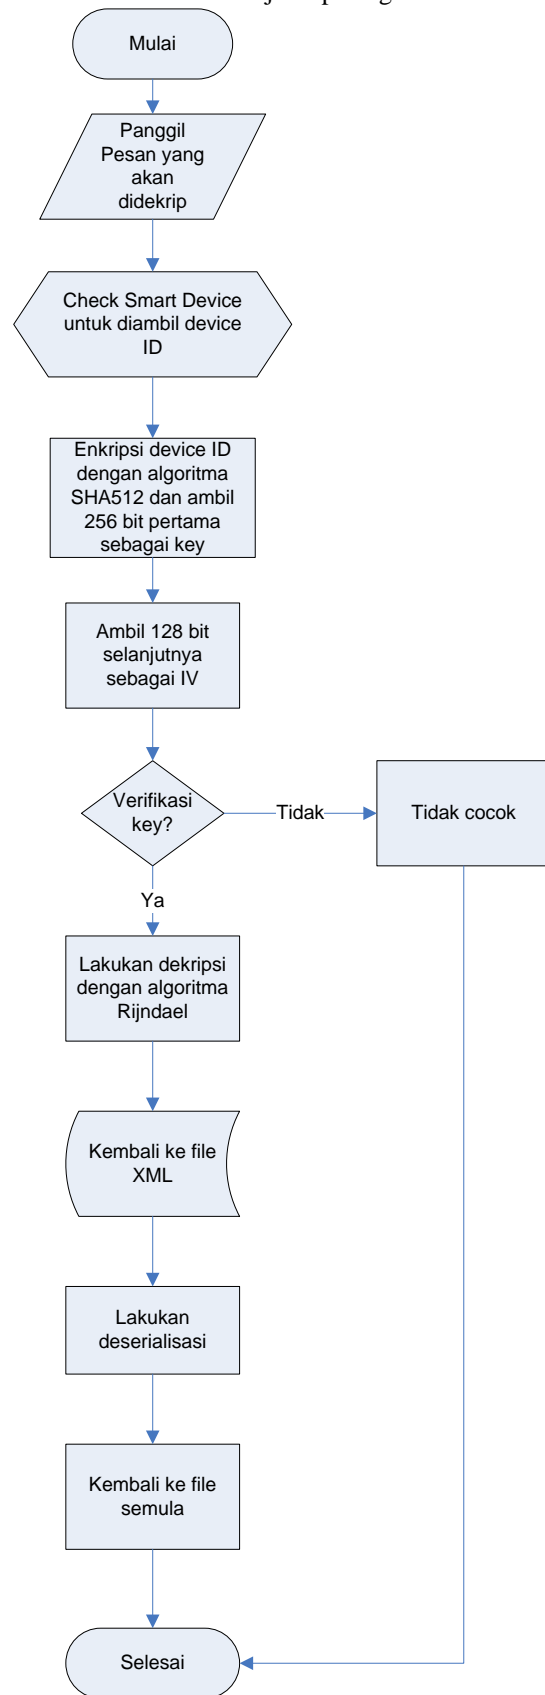 Mulai
Panggil
Pesan yang
akan
didekrip
Check Smart Device
untuk diambil device
ID
Enkripsi device ID
dengan algoritma
SHA512 dan ambil
256 bit pertama
sebagai key
Ambil 128 bit
selanjutnya
sebagai IV
Verifikasi
key?
Tidak
Tidak cocok
Ya
Lakukan dekripsi
dengan algoritma
Rijndael
Kembali ke file
XML
Lakukan
deserialisasi
Kembali ke file
semula
Selesai